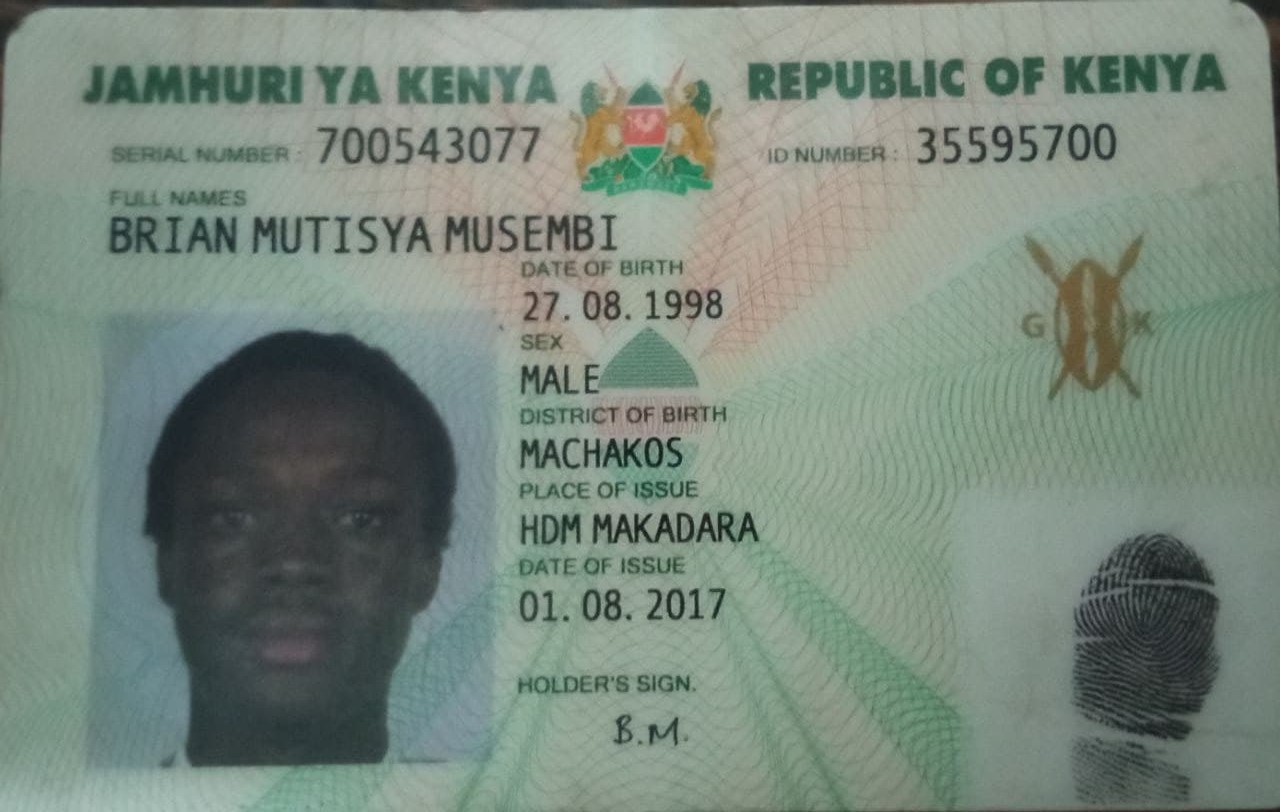 JAMHURI YA KENYA REPUBLIC OF KENYA
SERIAL NUMBER : 700543077 ID NUMBER : 35595700
FULL NAMES
BRIAN MUTISYA MUSEMBI
DATE OF BIRTH
27. 08. 1998
SEX
MALE
G K
DISTRICT OF BIRTH
MACHAKOS
PLACE OF ISSUE
HDM MAKADARA
DATE OF ISSUE
01. 08. 2017
HOLDER'S SIGN.
B.M.